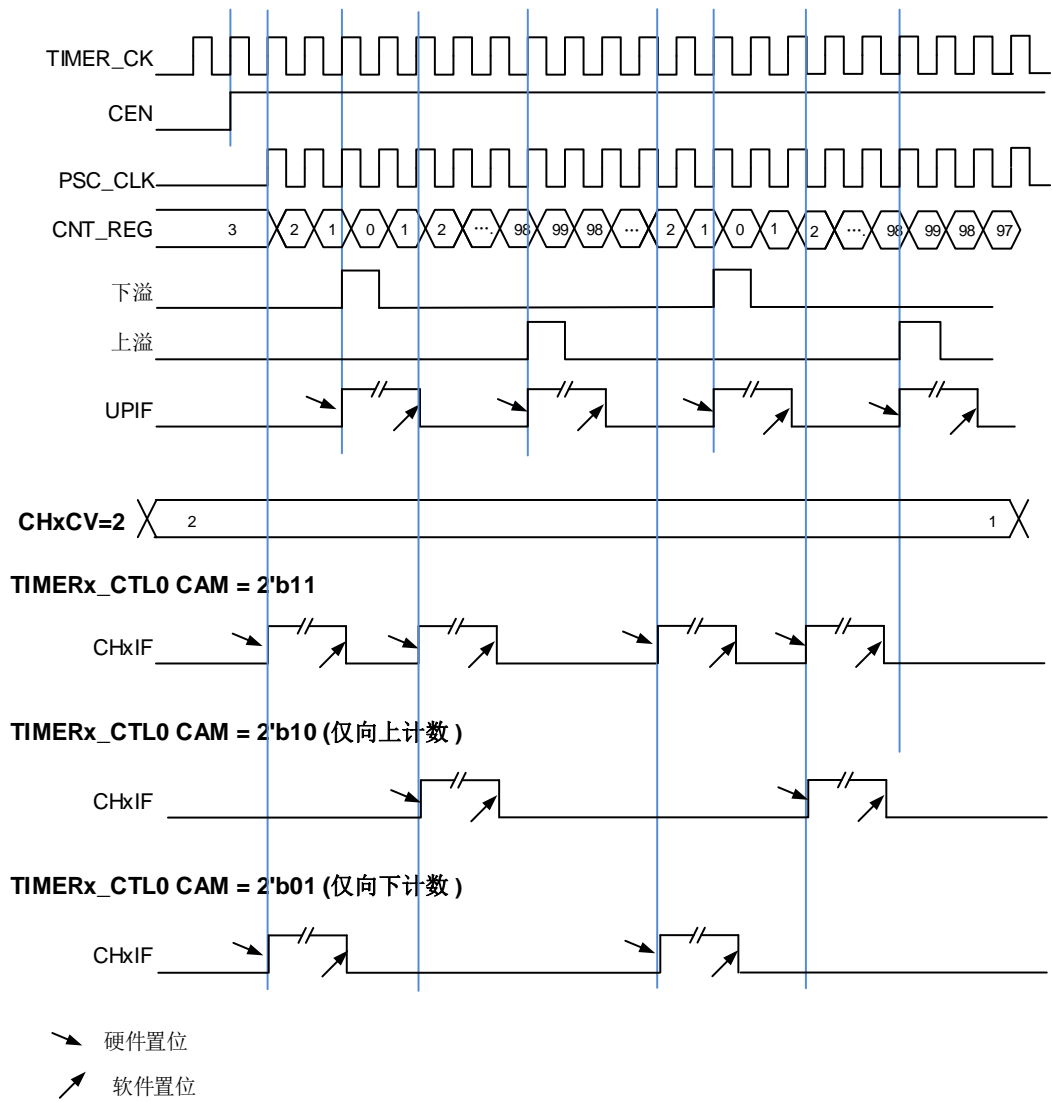 TIMER_CK
CEN
PSC_CLK
CNT_REG 3 2 1 0 1 2 …. 98 99 98 … 2 1 0 1 2 …. 98 99 98 97
下溢
上溢
UPIF
CHxCV=2 2 1
TIMERx_CTL0 CAM = 2'b11
CHxIF
TIMERx_CTL0 CAM = 2'b10 (仅向上计数 )
CHxIF
TIMERx_CTL0 CAM = 2'b01 (仅向下计数 )
CHxIF
硬件置位
软件置位